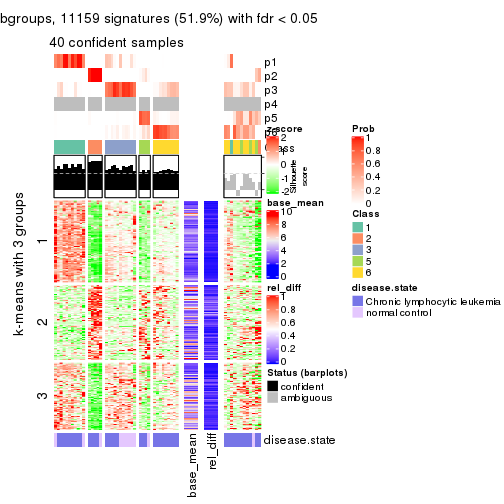 bgroups, 11159 signatures (51.9%) with fdr < 0.05
40 confident samples
p1
p2
p3
p4
p5
p6
Class
Silhouette
score
1
2
3
k-means with 3 groups
base_mean
rel_diff
disease.state
z-score
2
1
0
-1
-2
base_mean
10
8
6
4
2
0
rel_diff
1
0.8
0.6
0.4
0.2
0
Status (barplots)
confident
ambiguous
Prob
1
0.8
0.6
0.4
0.2
0
Class
1
2
3
5
6
disease.state
Chronic lymphocytic leukemia
normal control